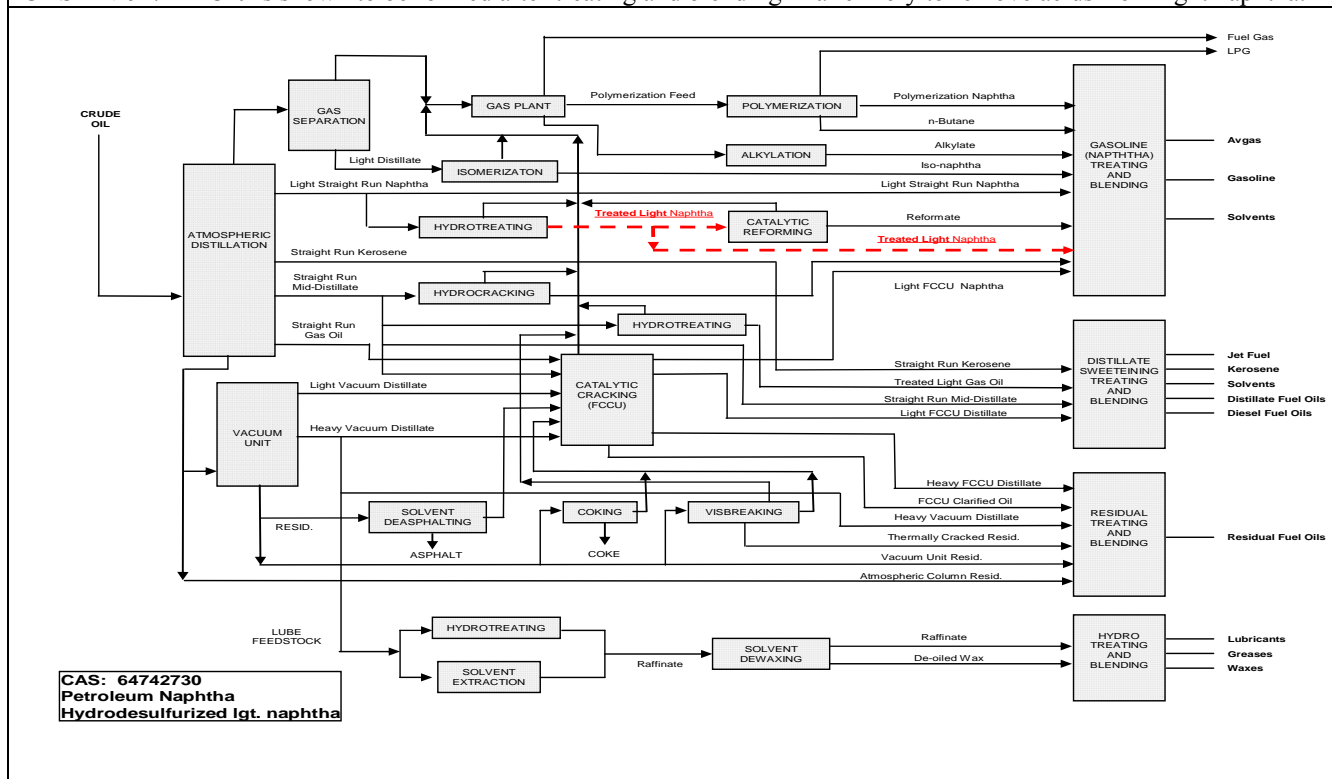 Fuel Gas
LPG
CRUDE
OIL
GAS
SEPARATION
GAS PLANT
Polymerization Feed
POLYMERIZATION
Polymerization Naphtha
n-Butane
Light Distillate
ISOMERIZATON
ALKYLATION
Alkylate
Iso-naphtha
GASOLINE
(NAPTHTHA)
TREATING
AND
BLENDING
Avgas
Gasoline
Solvents
ATMOSPHERIC
DISTILLATION
Light Straight Run Naphtha
Light Straight Run Naphtha
HYDROTREATING
Treated Light Naphtha
CATALYTIC
REFORMING
Reformate
Treated Light Naphtha
Straight Run Kerosene
Straight Run
Mid-Distillate
HYDROCRACKING
Light FCCU Naphtha
Straight Run
Gas Oil
HYDROTREATING
CATALYTIC
CRACKING
(FCCU)
Straight Run Kerosene
Treated Light Gas Oil
Straight Run Mid-Distillate
Light FCCU Distillate
DISTILLATE
SWEETEINING
TREATING
AND
BLENDING
Jet Fuel
Kerosene
Solvents
Distillate Fuel Oils
Diesel Fuel Oils
VACUUM
UNIT
Light Vacuum Distillate
Heavy Vacuum Distillate
RESID.
SOLVENT
DEASPHALTING
ASPHALT
COKING
COKE
VISBREAKING
Heavy FCCU Distillate
FCCU Clarified Oil
Heavy Vacuum Distillate
Thermally Cracked Resid.
Vacuum Unit Resid.
Atmospheric Column Resid.
RESIDUAL
TREATING
AND
BLENDING
Residual Fuel Oils
LUBE
FEEDSTOCK
HYDROTREATING
SOLVENT
EXTRACTION
Raffinate
SOLVENT
DEWAXING
Raffinate
De-oiled Wax
HYDRO
TREATING
AND
BLENDING
Lubricants
Greases
Waxes
CAS: 64742730
Petroleum Naphtha
Hydrodesulfurized lgt. naphtha